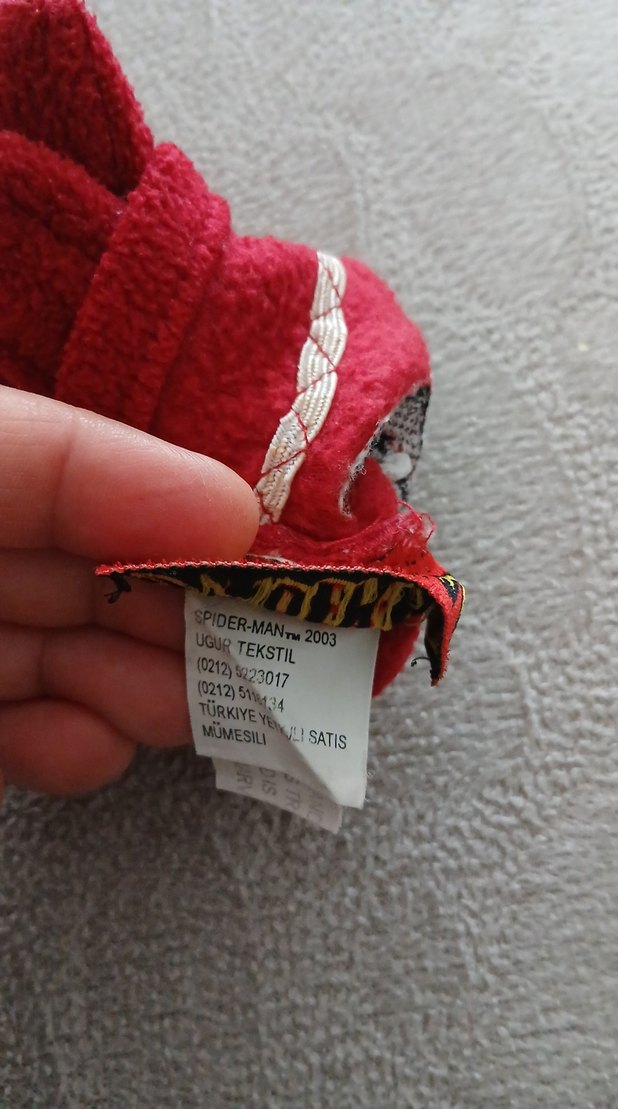 SPIDER-MAN™ 2003
UGUR TEKSTIL
(0212) 5223017
(0212)
TÜRKIYE SATIS
MÜMESILI